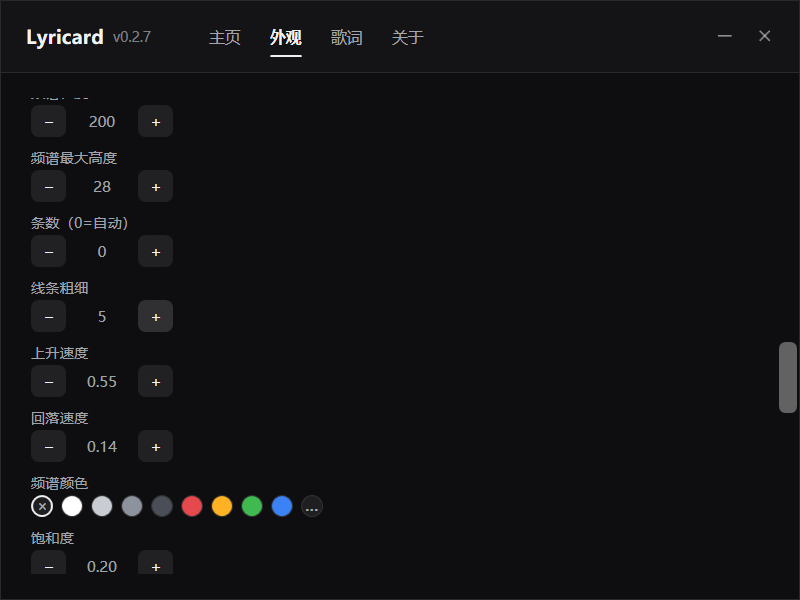 Lyricard v0.2.7 主页 外观 歌词 关于
− 200 +
频谱最大高度
− 28 +
条数（0=自动）
− 0 +
线条粗细
− 5 +
上升速度
− 0.55 +
回落速度
− 0.14 +
频谱颜色
...
饱和度
− 0.20 +